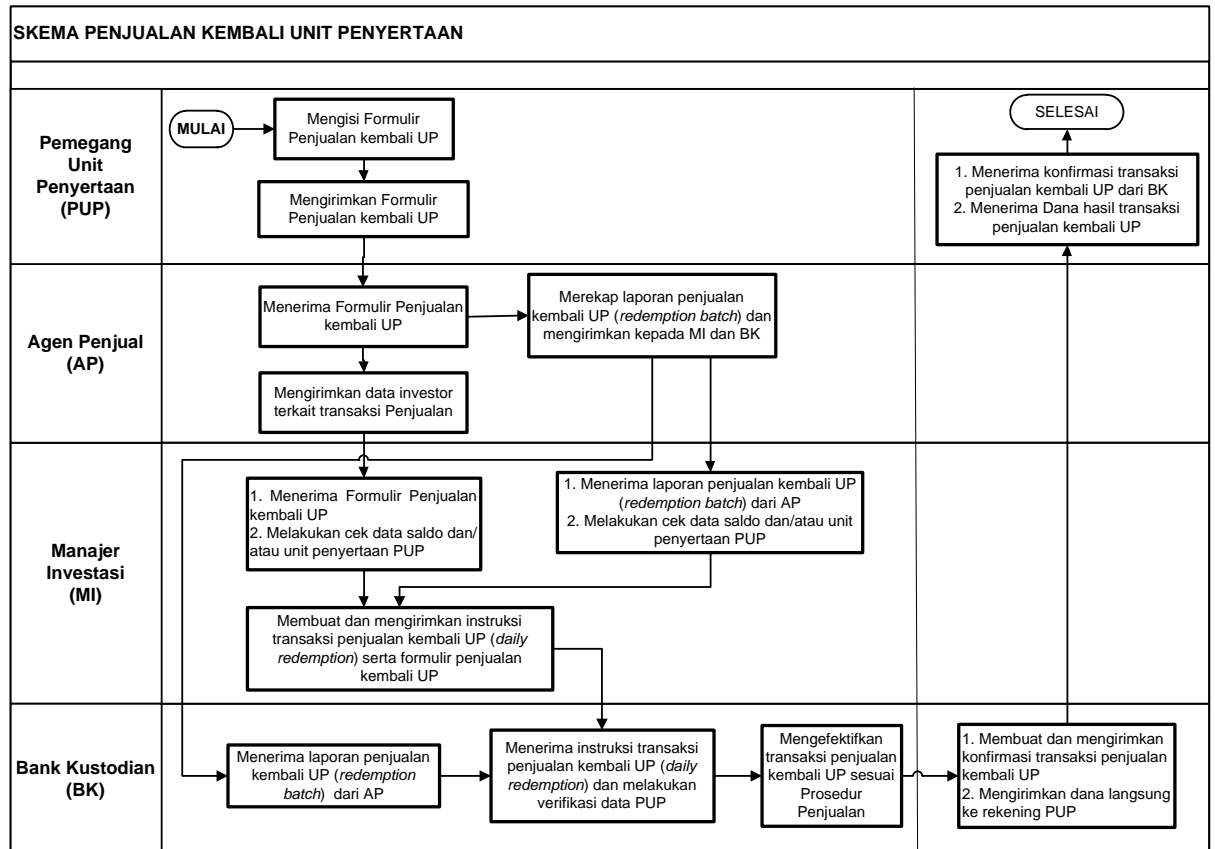 SKEMA PENJUALAN KEMBALI UNIT PENYERTAAN
Pemegang
Unit
Penyertaan
(PUP)
MULAI
Mengisi Formulir
Penjualan kembali UP
Mengirimkan Formulir
Penjualan kembali UP
SELESAI
1. Menerima konfirmasi transaksi
penjualan kembali UP dari BK
2. Menerima Dana hasil transaksi
penjualan kembali UP
Agen Penjual
(AP)
Menerima Formulir Penjualan
kembali UP
Merekap laporan penjualan
kembali UP (redemption batch) dan
mengirimkan kepada MI dan BK
Mengirimkan data investor
terkait transaksi Penjualan
Manajer
Investasi
(MI)
1. Menerima Formulir Penjualan
kembali UP
2. Melakukan cek data saldo dan/
atau unit penyertaan PUP
1. Menerima laporan penjualan kembali UP
(redemption batch) dari AP
2. Melakukan cek data saldo dan/atau unit
penyertaan PUP
Membuat dan mengirimkan instruksi
transaksi penjualan kembali UP (daily
redemption) serta formulir penjualan
kembali UP
Bank Kustodian
(BK)
Menerima laporan penjualan
kembali UP (redemption
batch) dari AP
Menerima instruksi transaksi
penjualan kembali UP (daily
redemption) dan melakukan
verifikasi data PUP
Mengefektifkan
transaksi penjualan
kembali UP sesuai
Prosedur
Penjualan
1. Membuat dan mengirimkan
konfirmasi transaksi penjualan
kembali UP
2. Mengirimkan dana langsung
ke rekening PUP